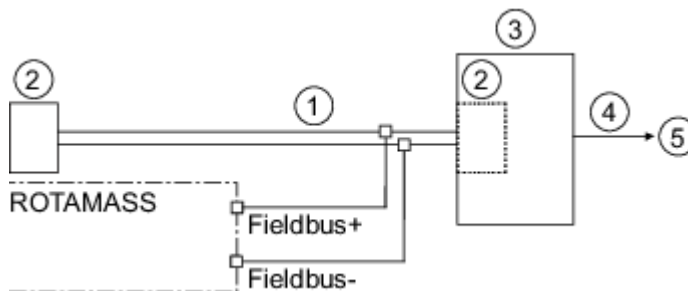 ③
②
①
②
④
⑤
ROTAMASS
Fieldbus+
Fieldbus-